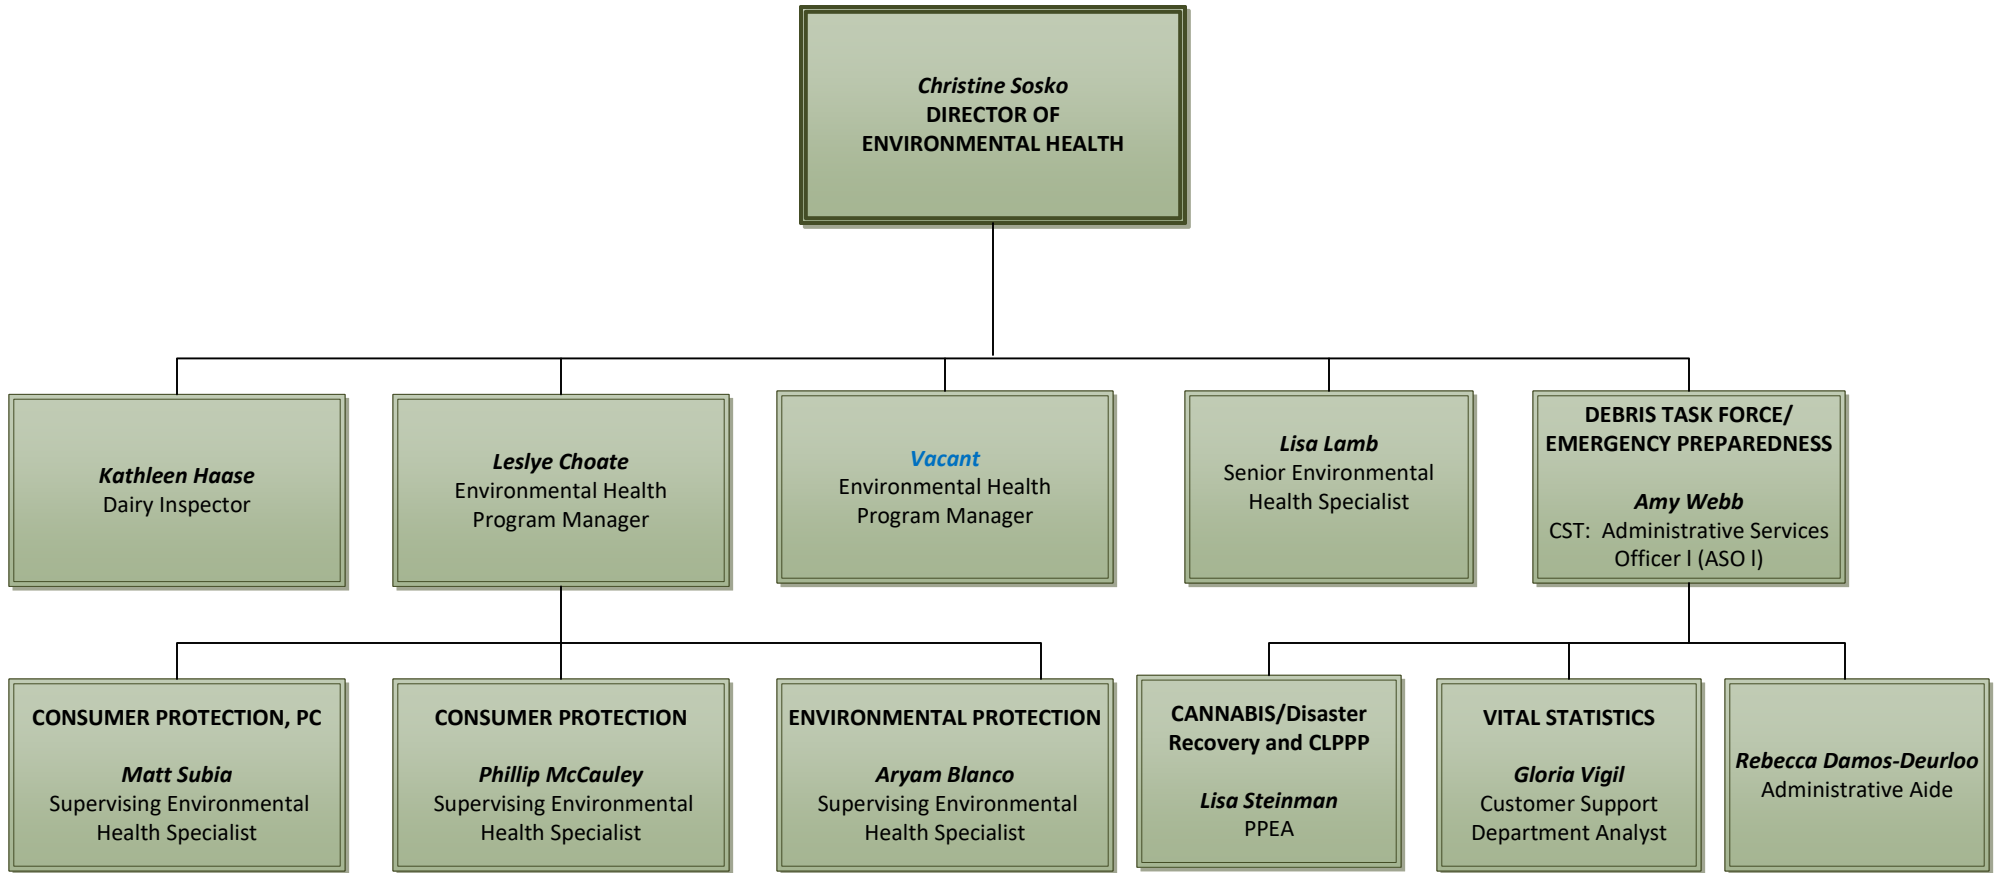 Christine Sosko
DIRECTOR OF
ENVIRONMENTAL HEALTH
Kathleen Haase
Dairy Inspector
Leslye Choate
Environmental Health
Program Manager
Vacant
Environmental Health
Program Manager
Lisa Lamb
Senior Environmental
Health Specialist
DEBRIS TASK FORCE/
EMERGENCY PREPAREDNESS
Amy Webb
CST:  Administrative Services
Officer l (ASO l)
CONSUMER PROTECTION, PC
Matt Subia
Supervising Environmental
Health Specialist
CONSUMER PROTECTION
Phillip McCauley
Supervising Environmental
Health Specialist
ENVIRONMENTAL PROTECTION
Aryam Blanco
Supervising Environmental
Health Specialist
CANNABIS/Disaster
Recovery and CLPPP
Lisa Steinman
PPEA
VITAL STATISTICS
Gloria Vigil
Customer Support
Department Analyst
Rebecca Damos-Deurloo
Administrative Aide